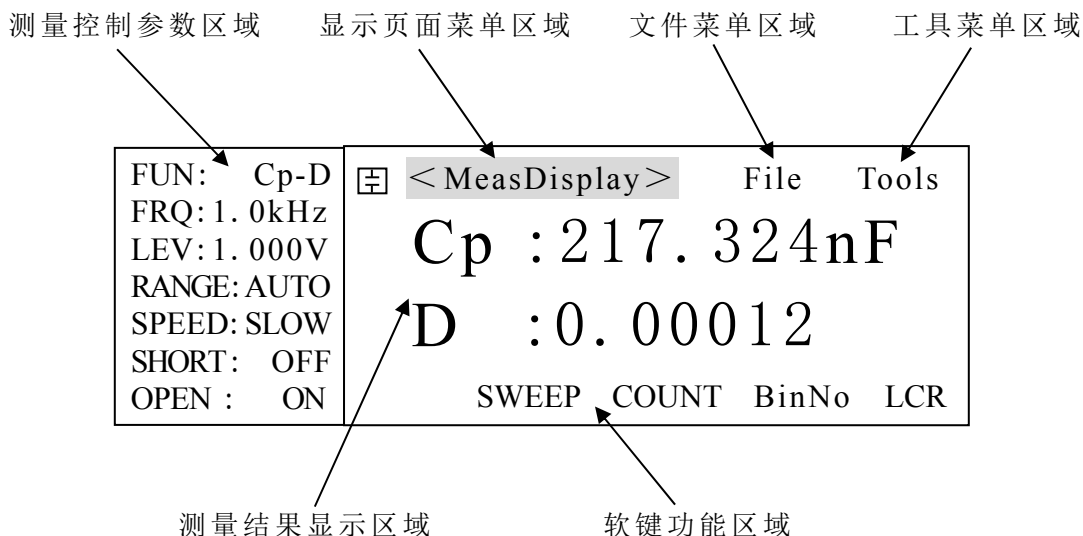 测量控制参数区域 显示页面菜单区域 文件菜单区域 工具菜单区域
FUN: Cp-D
FRQ:1.0kHz
LEV:1.000V
RANGE:AUTO
SPEED:SLOW
SHORT: OFF
OPEN : ON
<MeasDisplay> File Tools
Cp :217.324nF
D :0.00012
SWEEP COUNT BinNo LCR
测量结果显示区域 软键功能区域